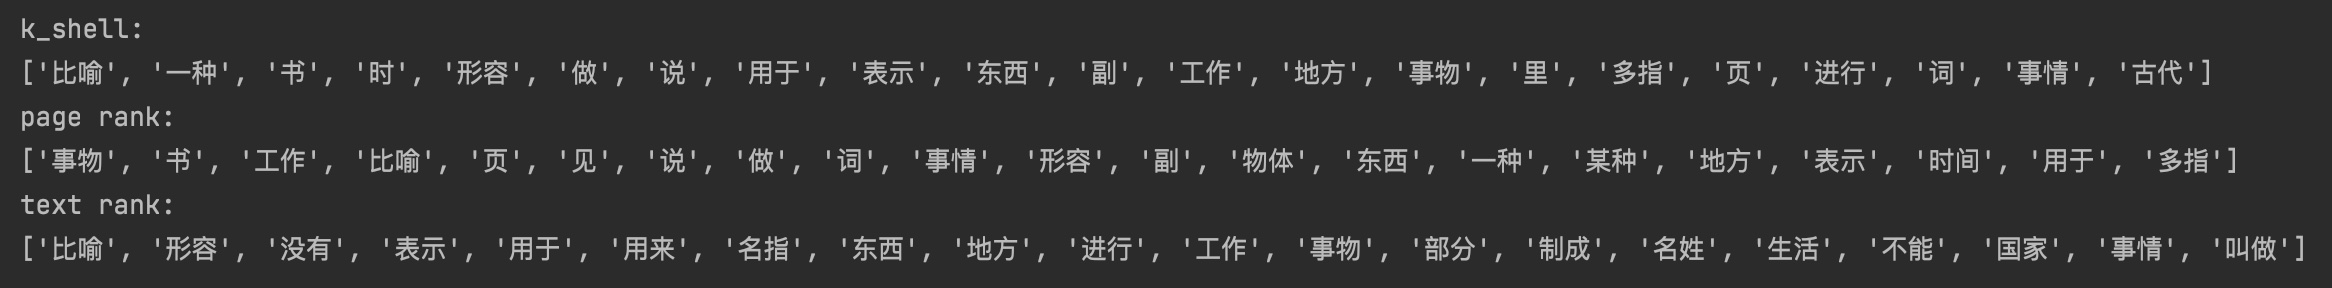 k_shell:
['比喻', '一种', '书', '时', '形容', '做', '说', '用于', '表示', '东西', '副', '工作', '地方', '事物', '里', '多指', '页', '进行', '词', '事情', '古代']
page rank:
['事物', '书', '工作', '比喻', '页', '见', '说', '做', '词', '事情', '形容', '副', '物体', '东西', '一种', '某种', '地方', '表示', '时间', '用于', '多指']
text rank:
['比喻', '形容', '没有', '表示', '用于', '用来', '名指', '东西', '地方', '进行', '工作', '事物', '部分', '制成', '名姓', '生活', '不能', '国家', '事情', '叫做']